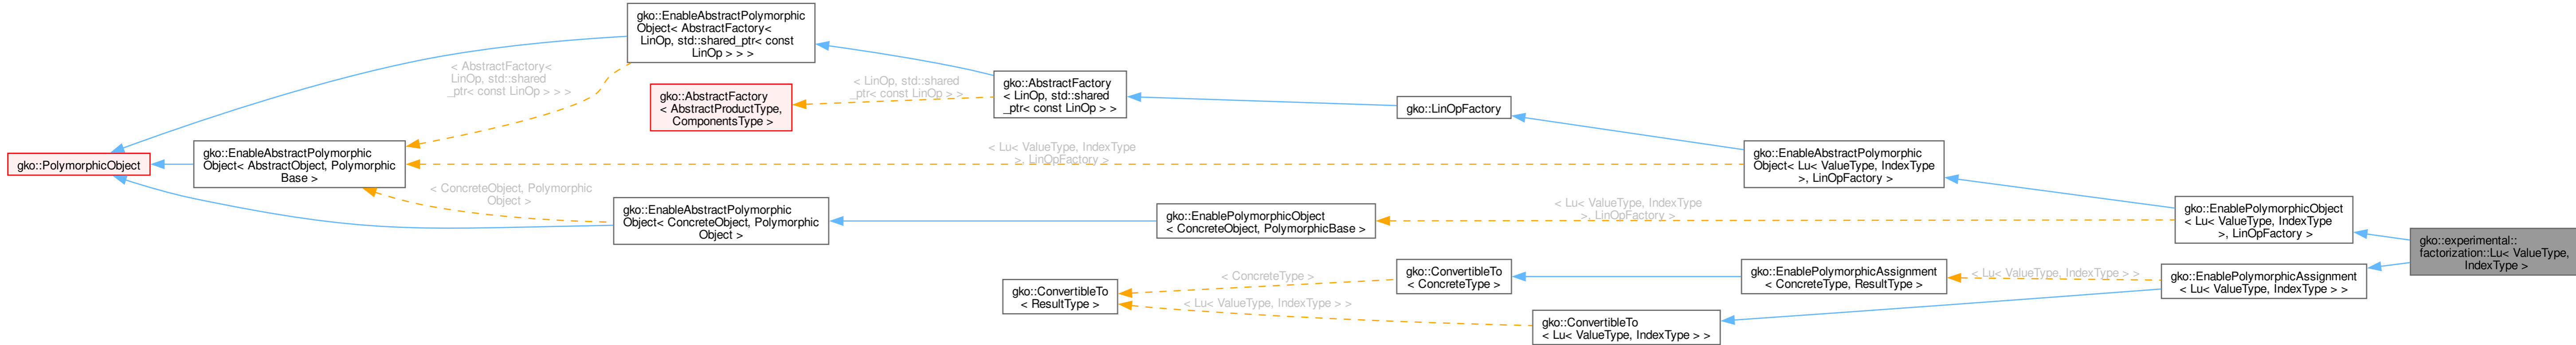 gko::EnableAbstractPolymorphic
Object< AbstractFactory<
LinOp, std::shared_ptr< const
LinOp > > >
< AbstractFactory<
LinOp, std::shared
_ptr< const LinOp > > >
gko::AbstractFactory
< AbstractProductType,
ComponentsType >
< LinOp, std::shared
_ptr< const LinOp > >
gko::AbstractFactory
< LinOp, std::shared
_ptr< const LinOp > >
gko::LinOpFactory
gko::PolymorphicObject
gko::EnableAbstractPolymorphic
Object< AbstractObject, Polymorphic
Base >
< Lu< ValueType, IndexType
>, LinOpFactory >
gko::EnableAbstractPolymorphic
Object< Lu< ValueType, IndexType
>, LinOpFactory >
< ConcreteObject, Polymorphic
Object >
gko::EnableAbstractPolymorphic
Object< ConcreteObject, Polymorphic
Object >
gko::EnablePolymorphicObject
< ConcreteObject, PolymorphicBase >
< Lu< ValueType, IndexType
>, LinOpFactory >
gko::EnablePolymorphicObject
< Lu< ValueType, IndexType
>, LinOpFactory >
gko::experimental::
factorization::Lu< ValueType,
IndexType >
gko::ConvertibleTo
< ResultType >
< ConcreteType >
gko::ConvertibleTo
< ConcreteType >
gko::EnablePolymorphicAssignment
< ConcreteType, ResultType >
< Lu< ValueType, IndexType > >
gko::EnablePolymorphicAssignment
< Lu< ValueType, IndexType > >
< Lu< ValueType, IndexType > >
gko::ConvertibleTo
< Lu< ValueType, IndexType > >